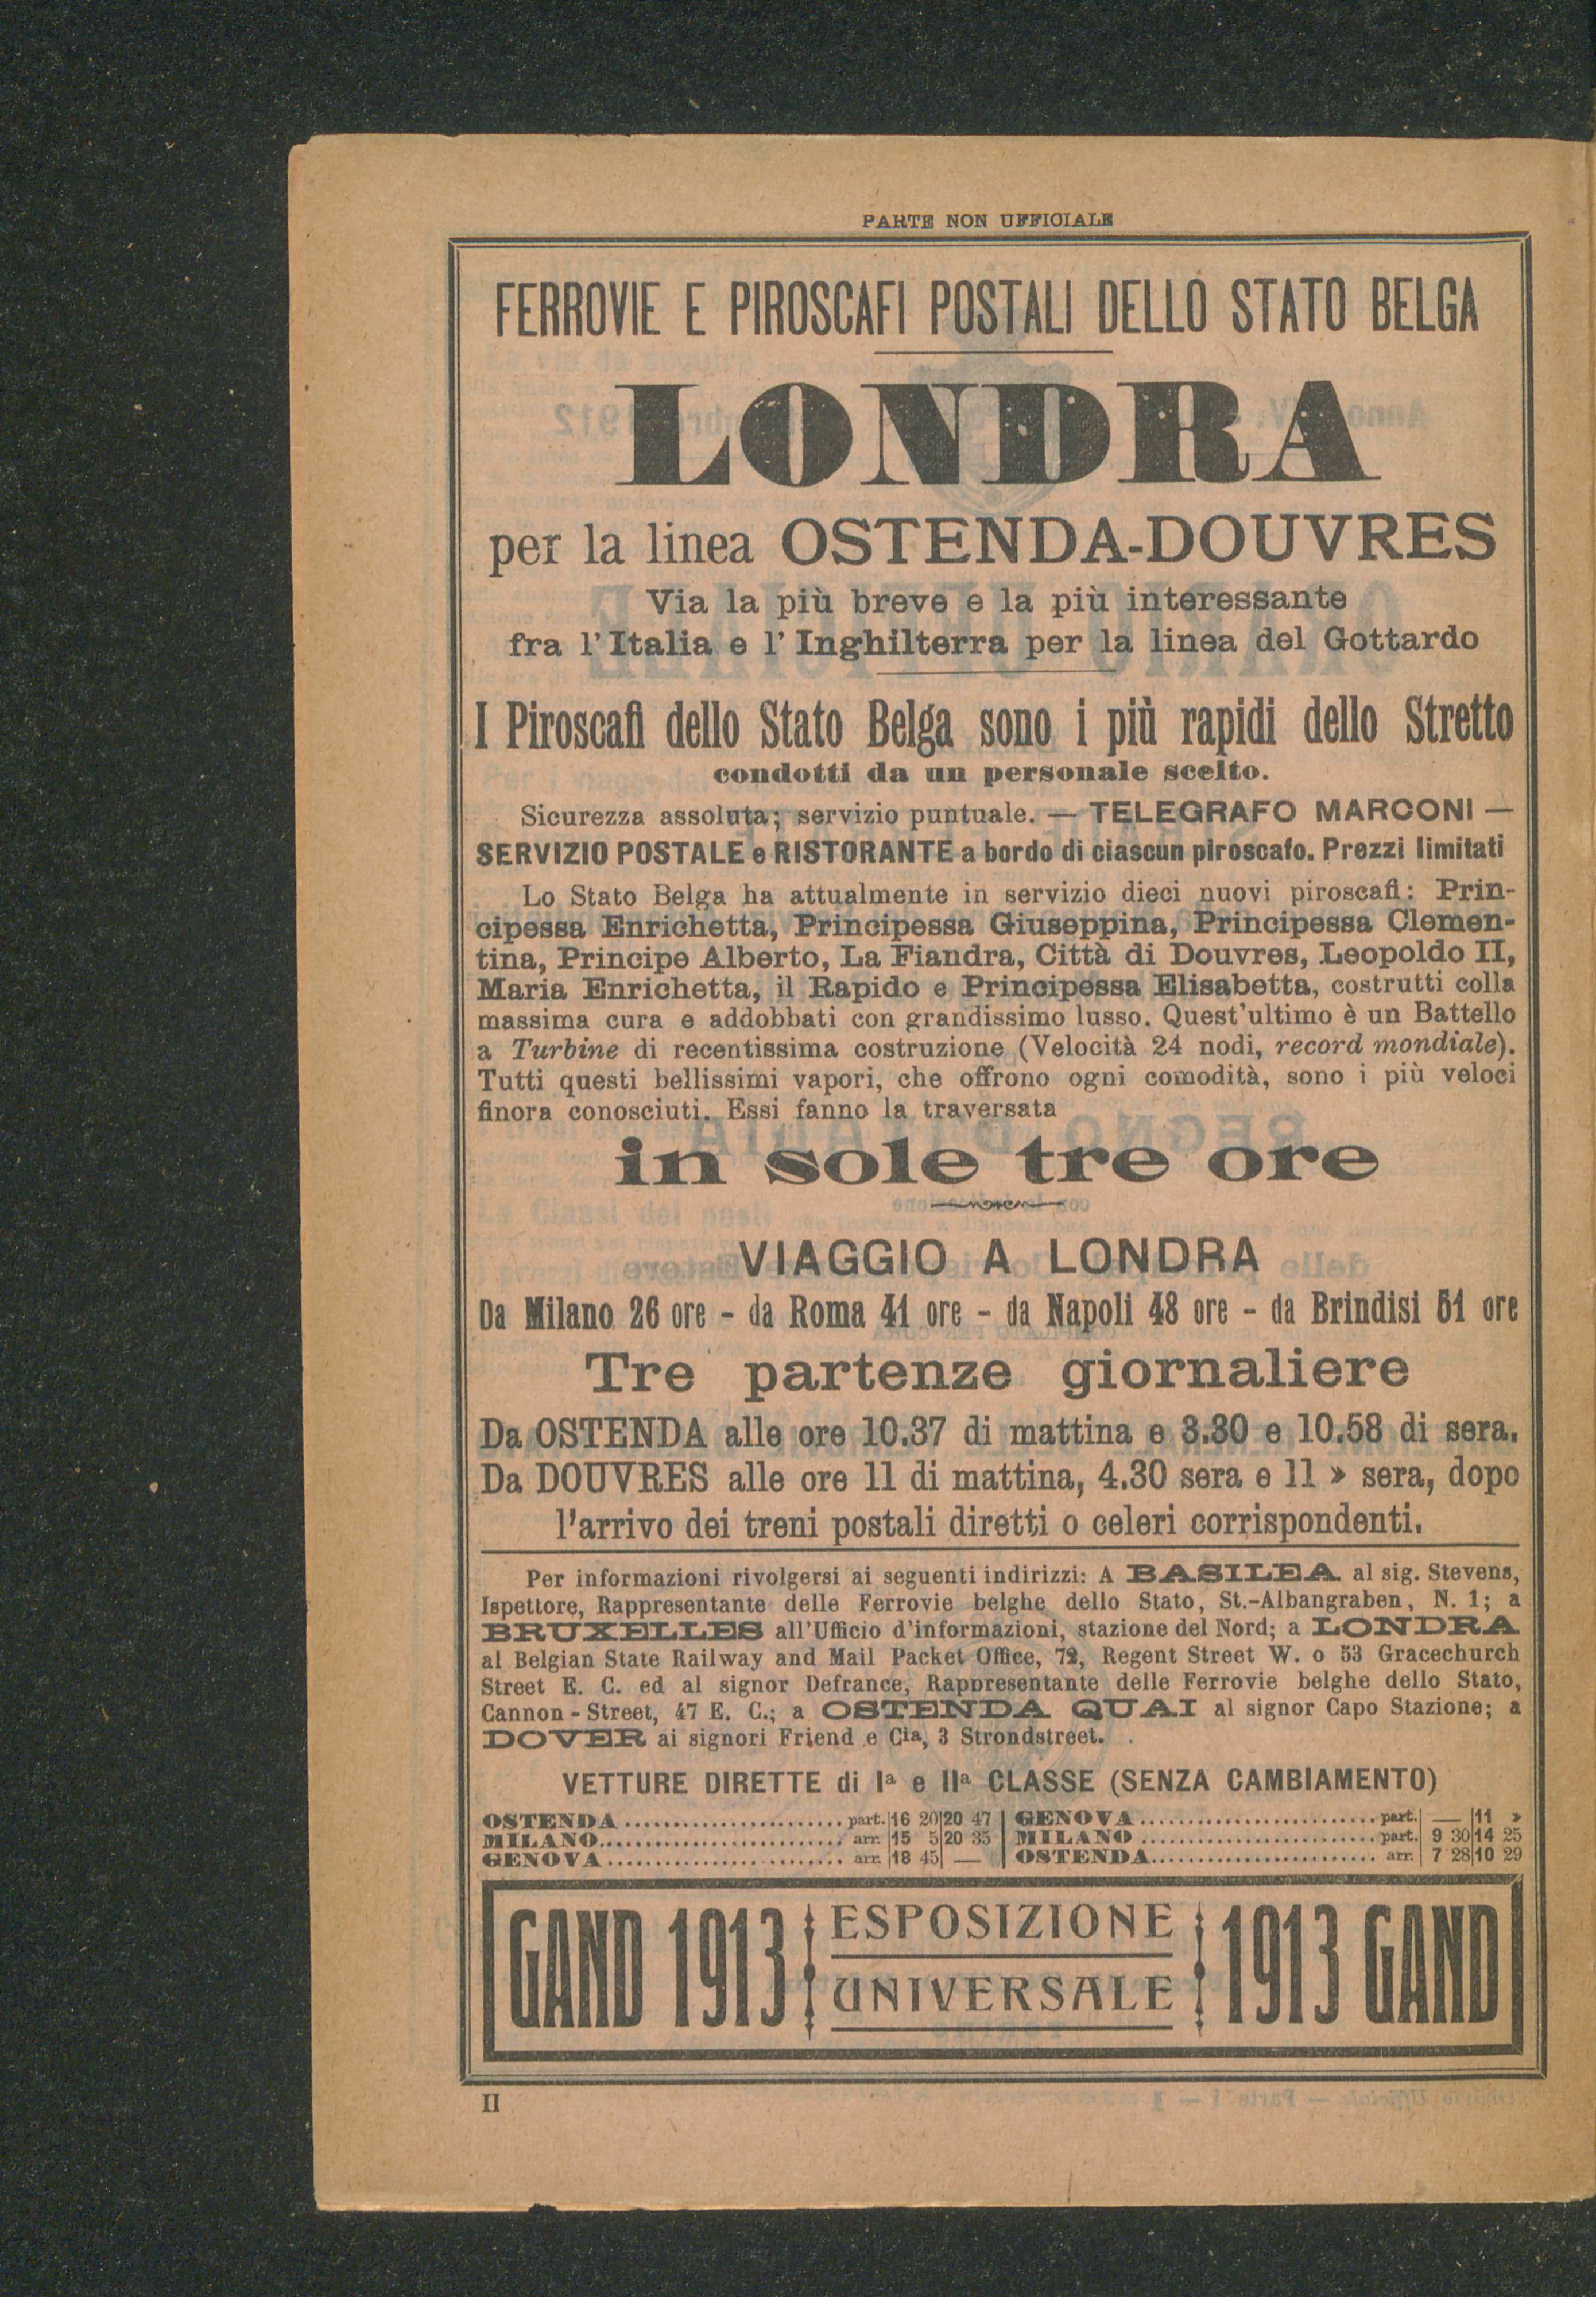 PARTE NON UFFICIALE
FERROVIE E PIROSCAFI POSTALI DELLO STATO BELGA
LONDRA
per la linea OSTENDA-DOUVRES
Via la più breve e la più interessante
fra l'Italia e l'Inghilterra per la linea del Gottardo
I Piroscafi dello Stato Belga sono i più rapidi dello Stretto
condotti da un personale scelto.
Sicurezza assoluta; servizio puntuale. — TELEGRAFO MARCONI —
SERVIZIO POSTALE e RISTORANTE a bordo di ciascun piroscafo. Prezzi limitati
Lo Stato Belga ha attualmente in servizio dieci nuovi piroscafi: Prin-
cipessa Enrichetta, Principessa Giuseppina, Principessa Clemen-
tina, Principe Alberto, La Fiandra, Città di Douvres, Leopoldo II,
Maria Enrichetta, il Rapido e Principessa Elisabetta, costrutti colla
massima cura e addobbati con grandissimo lusso. Quest'ultimo è un Battello
a Turbine di recentissima costruzione (Velocità 24 nodi, record mondiale).
Tutti questi bellissimi vapori, che offrono ogni comodità, sono i più veloci
finora conosciuti. Essi fanno la traversata
in sole tre ore
VIAGGIO A LONDRA
Da Milano 26 ore - da Roma 41 ore - da Napoli 48 ore - da Brindisi 51 ore
Tre partenze giornaliere
Da OSTENDA alle ore 10.37 di mattina e 3.30 e 10.58 di sera.
Da DOUVRES alle ore 11 di mattina, 4.30 sera e 11 » sera, dopo
l'arrivo dei treni postali diretti o celeri corrispondenti.
Per informazioni rivolgersi ai seguenti indirizzi: A BASILEA al sig. Stevens,
Ispettore, Rappresentante delle Ferrovie belghe dello Stato, St.-Albangraben, N. 1; a
BRUXELLES all'Ufficio d'informazioni, stazione del Nord; a LONDRA
al Belgian State Railway and Mail Packet Office, 72, Regent Street W. o 53 Gracechurch
Street E. C. ed al signor Defrance, Rappresentante delle Ferrovie belghe dello Stato,
Cannon-Street, 47 E. C.; a OSTENDA QUAI al signor Capo Stazione; a
DOVER ai signori Friend e Cia, 3 Strondstreet.
VETTURE DIRETTE di Ia e IIa CLASSE (SENZA CAMBIAMENTO)
OSTENDA ........................ part. 16 20 20 47 GENOVA .......................... part. — 11 »
MILANO .......................... arr. 15 5 20 35 MILANO .......................... part. 9 30 14 25
GENOVA .......................... arr. 18 45 — OSTENDA ........................ arr. 7 28 10 29
GAND 1913 ESPOSIZIONE 1913 GAND
UNIVERSALE
II